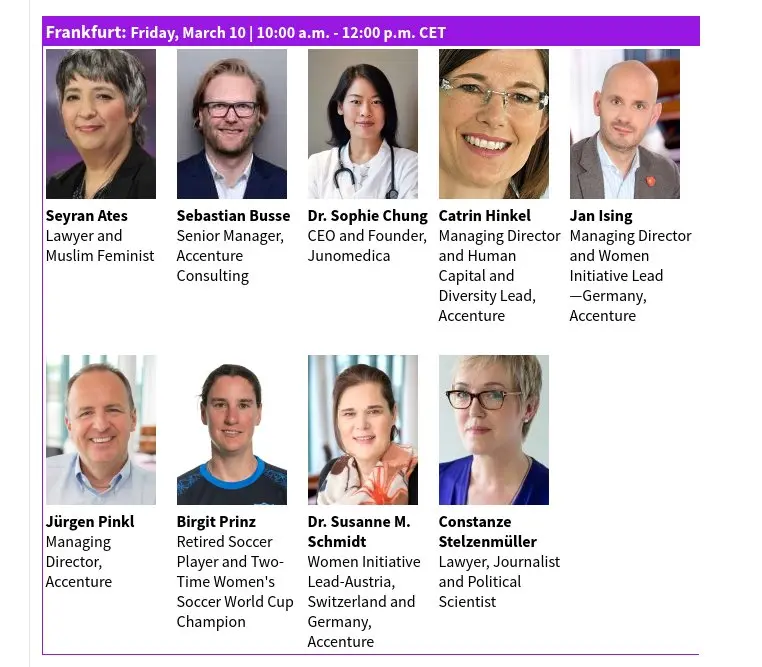 Frankfurt: Friday, March 10 | 10:00 a.m. - 12:00 p.m. CET
Seyran Ates
Lawyer and
Muslim Feminist
Sebastian Busse
Senior Manager,
Accenture
Consulting
Dr. Sophie Chung
CEO and Founder,
Junomedica
Catrin Hinkel
Managing Director
and Human
Capital and
Diversity Lead,
Accenture
Jan Ising
Managing Director
and Women
Initiative Lead
—Germany,
Accenture
Jürgen Pinkl
Managing
Director,
Accenture
Birgit Prinz
Retired Soccer
Player and Two-
Time Women's
Soccer World Cup
Champion
Dr. Susanne M.
Schmidt
Women Initiative
Lead-Austria,
Switzerland and
Germany,
Accenture
Constanze
Stelzenmüller
Lawyer, Journalist
and Political
Scientist